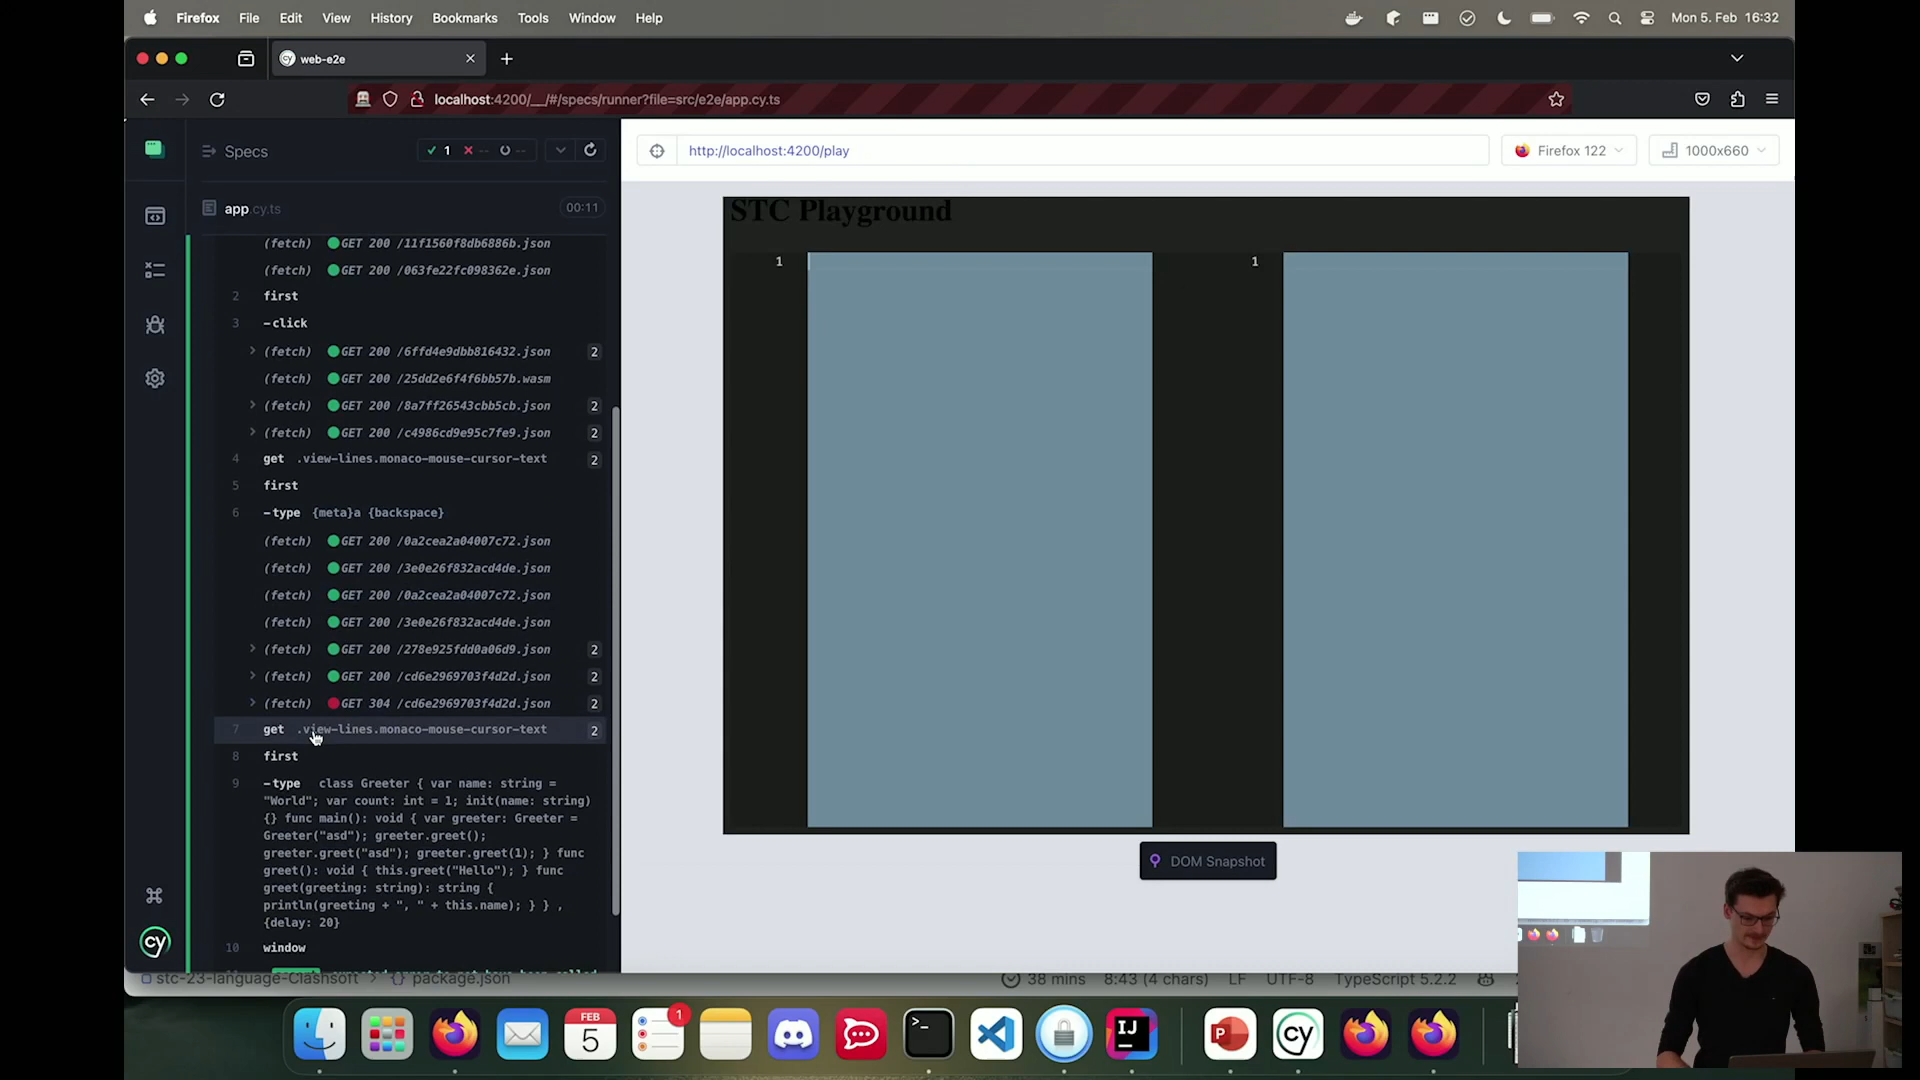 Firefox File Edit View History Bookmarks Tools Window Help
Mon 5. Feb 16:32
web-e2e
localhost:4200/__/#/specs/runner?file=src/e2e/app.cy.ts
Specs
1 -- --
app.cy.ts 00:11
http://localhost:4200/play
Firefox 122
1000x660
(fetch) GET 200 /11f1560f8db6886b.json
(fetch) GET 200 /063fe22fc098362e.json
2 first
3 -click
(fetch) GET 200 /6ffd4e9dbb816432.json 2
(fetch) GET 200 /25dd2e6f4f6bb57b.wasm
(fetch) GET 200 /8a7ff26543cbb5cb.json 2
(fetch) GET 200 /c4986cd9e95c7fe9.json 2
4 get .view-lines.monaco-mouse-cursor-text 2
5 first
6 -type {meta}a {backspace}
(fetch) GET 200 /0a2cea2a04007c72.json
(fetch) GET 200 /3e0e26f832acd4de.json
(fetch) GET 200 /0a2cea2a04007c72.json
(fetch) GET 200 /3e0e26f832acd4de.json
(fetch) GET 200 /278e925fdd0a06d9.json 2
(fetch) GET 200 /cd6e2969703f4d2d.json 2
(fetch) GET 304 /cd6e2969703f4d2d.json 2
7 get .view-lines.monaco-mouse-cursor-text 2
8 first
9 -type class Greeter { var name: string =
"World"; var count: int = 1; init(name: string)
{} func main(): void { var greeter: Greeter =
Greeter("asd"); greeter.greet();
greeter.greet("asd"); greeter.greet(1); } func
greet(): void { this.greet("Hello"); } func
greet(greeting: string): string {
println(greeting + ", " + this.name); } } ,
{delay: 20}
10 window
STC Playground
1
1
DOM Snapshot
cy
stc-23-language-Clashsoft > {} package.json
38 mins 8:43 (4 chars) LF UTF-8 TypeScript 5.2.2
FEB
5
1
>_
IJ
P
cy